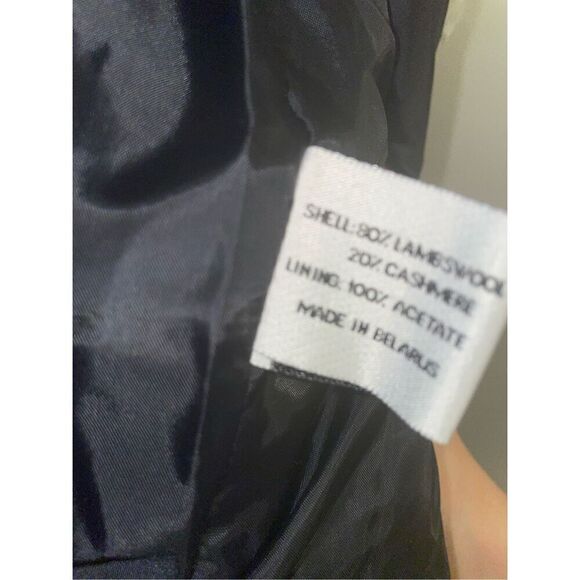 SHELL:80% LAMBSWOOL
20% CASHMERE
LINING: 100% ACETATE
MADE IN BELARUS